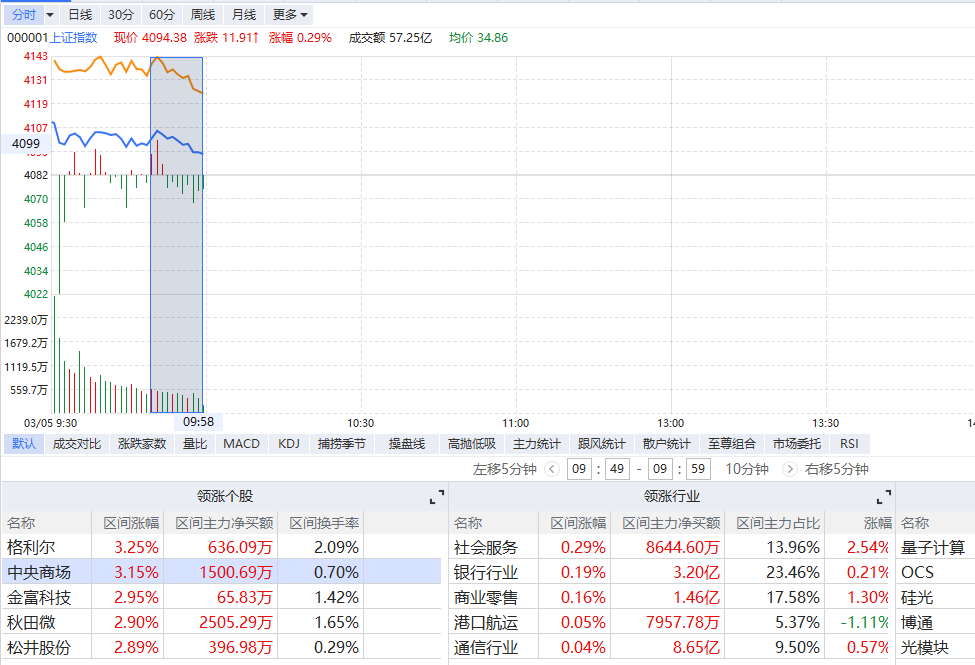 分时 日线 30分 60分 周线 月线 更多
000001上证指数 现价 4094.38 涨跌 11.91↑ 涨幅 0.29% 成交额 57.25亿 均价 34.86
4143
4131
4119
4107
4099
4082
4070
4058
4046
4034
4022
2239.0万
1679.2万
1119.5万
559.7万
03/05 9:30 09:58 10:30 11:00 13:00 13:30
默认 成交对比 涨跌家数 量比 MACD KDJ 捕捞季节 操盘线 高抛低吸 主力统计 跟风统计 散户统计 至尊组合 市场委托 RSI
左移5分钟 09 : 49 - 09 : 59 10分钟 右移5分钟
领涨个股 领涨行业
名称 区间涨幅 区间主力净买额 区间换手率 名称 区间涨幅 区间主力净买额 区间主力占比 涨幅 名称
格利尔 3.25% 636.09万 2.09% 社会服务 0.29% 8644.60万 13.96% 2.54% 量子计算
中央商场 3.15% 1500.69万 0.70% 银行行业 0.19% 3.20亿 23.46% 0.21% OCS
金富科技 2.95% 65.83万 1.42% 商业零售 0.16% 1.46亿 17.58% 1.30% 硅光
秋田微 2.90% 2505.29万 1.65% 港口航运 0.05% 7957.78万 5.37% -1.11% 博通
松井股份 2.89% 396.98万 0.29% 通信行业 0.04% 8.65亿 9.50% 0.57% 光模块